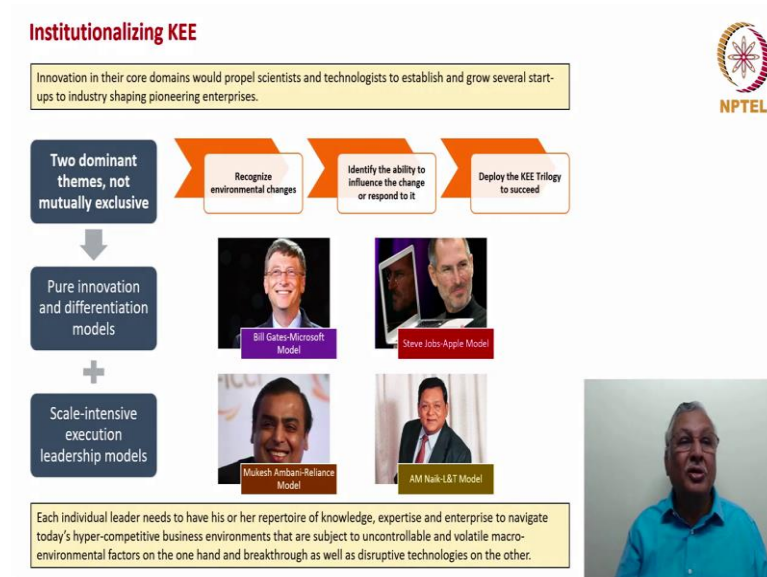 Institutionalizing KEE
NPTEL
Innovation in their core domains would propel scientists and technologists to establish and grow several start-
ups to industry shaping pioneering enterprises.
Two dominant
themes, not
mutually exclusive
Recognize
environmental changes
Identify the ability to
influence the change
or respond to it
Deploy the KEE Trilogy
to succeed
Pure innovation
and differentiation
models
Bill Gates-Microsoft
Model
Steve Jobs-Apple Model
+
Scale-intensive
execution
leadership models
Mukesh Ambani-Reliance
Model
AM Naik-L&T Model
Each individual leader needs to have his or her repertoire of knowledge, expertise and enterprise to navigate
today's hyper-competitive business environments that are subject to uncontrollable and volatile macro-
environmental factors on the one hand and breakthrough as well as disruptive technologies on the other.